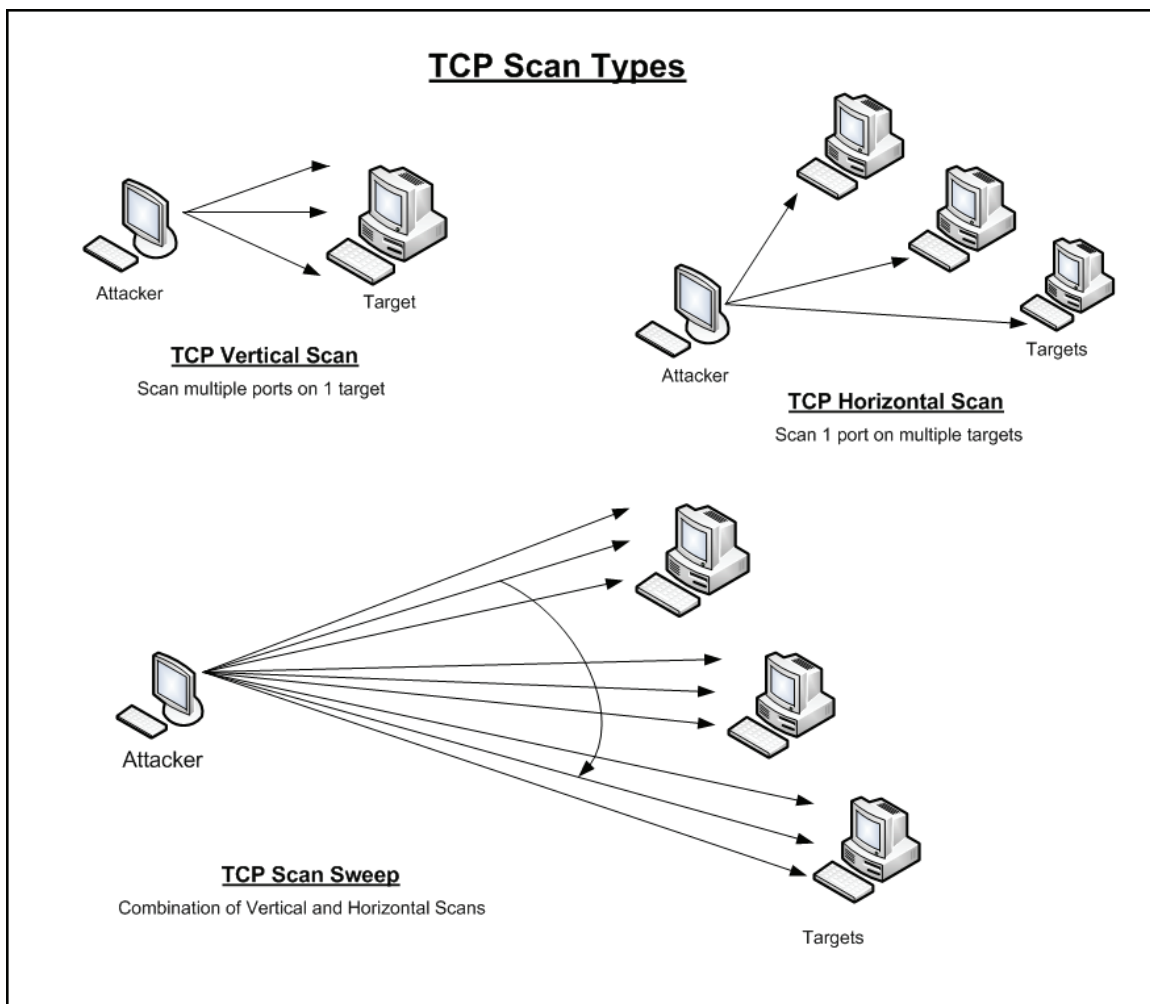 TCP Scan Types
Attacker
Target
TCP Vertical Scan
Scan multiple ports on 1 target
Attacker
Targets
TCP Horizontal Scan
Scan 1 port on multiple targets
Attacker
TCP Scan Sweep
Combination of Vertical and Horizontal Scans
Targets